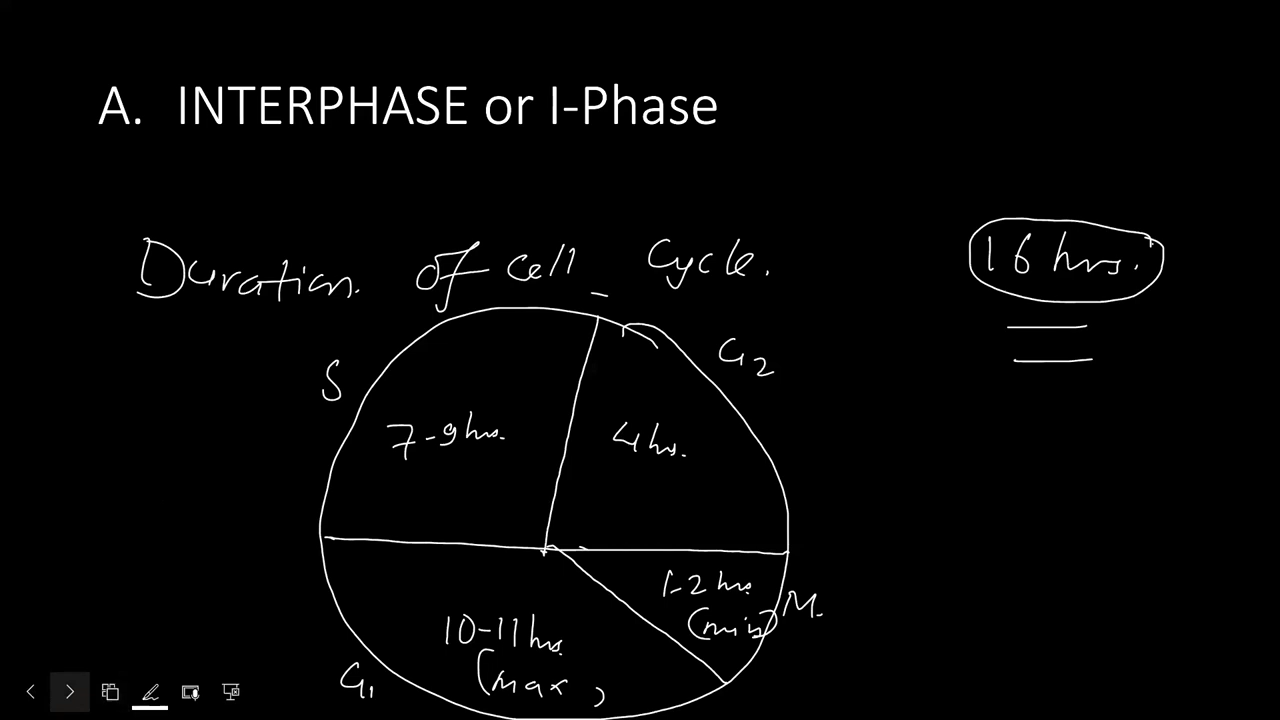 A. INTERPHASE or I-Phase
Duration of cell cycle.
16 hrs.
S
G2
7-9 hrs.
4 hrs.
1-2 hrs
(min)
M.
10-11 hrs.
(max)
G1